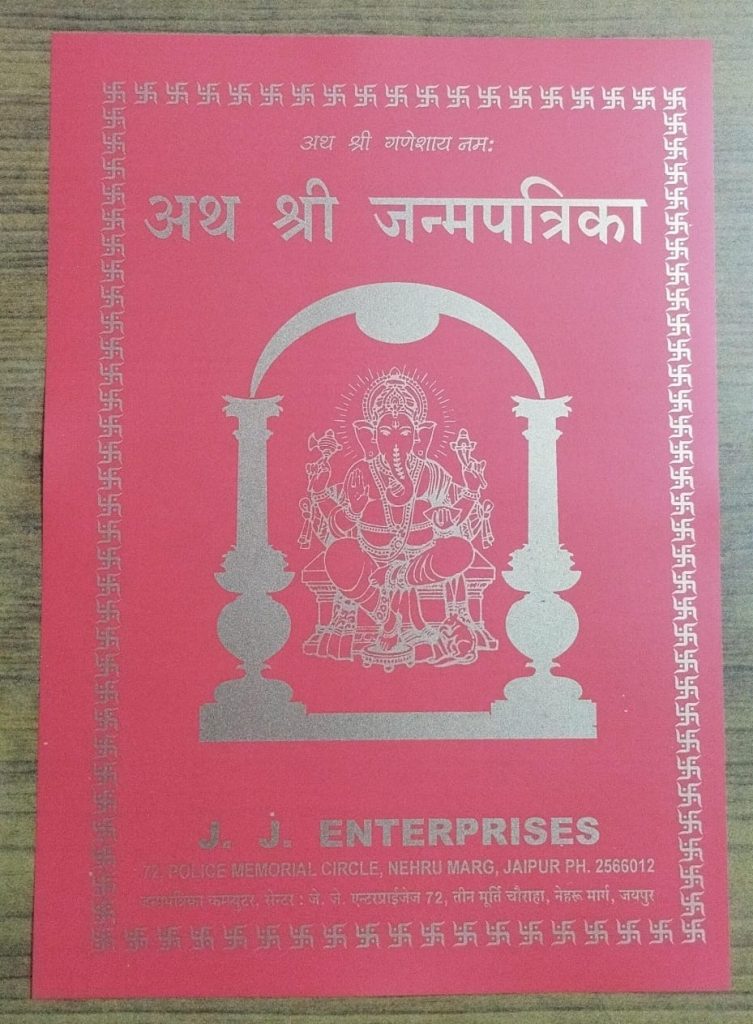 अथ श्री गणेशाय नमः
अथ श्री जन्मपत्रिका
J. J. ENTERPRISES
72, POLICE MEMORIAL CIRCLE, NEHRU MARG, JAIPUR PH. 2566012
जन्मपत्रिका कम्प्युटर, सेन्टर : जे. जे. एन्टरप्राईजेज 72, तीन मूर्ति चौराहा, नेहरू मार्ग, जयपुर